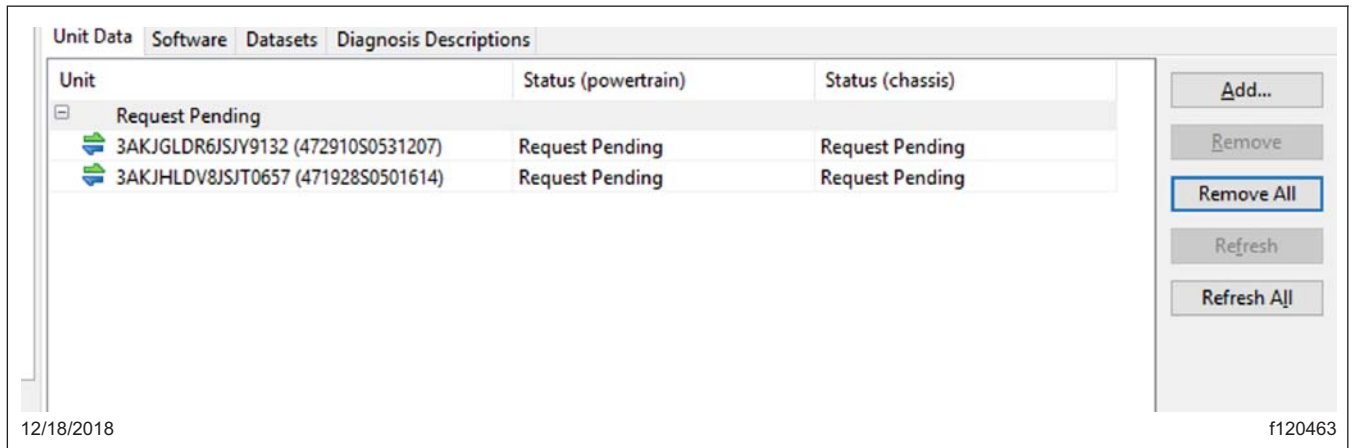 Unit Data Software Datasets Diagnosis Descriptions
Unit Status (powertrain) Status (chassis)
Request Pending
3AKJGLDR6JSJY9132 (472910S0531207) Request Pending Request Pending
3AKJHLDV8JSJT0657 (471928S0501614) Request Pending Request Pending
Add...
Remove
Remove All
Refresh
Refresh All
12/18/2018 f120463